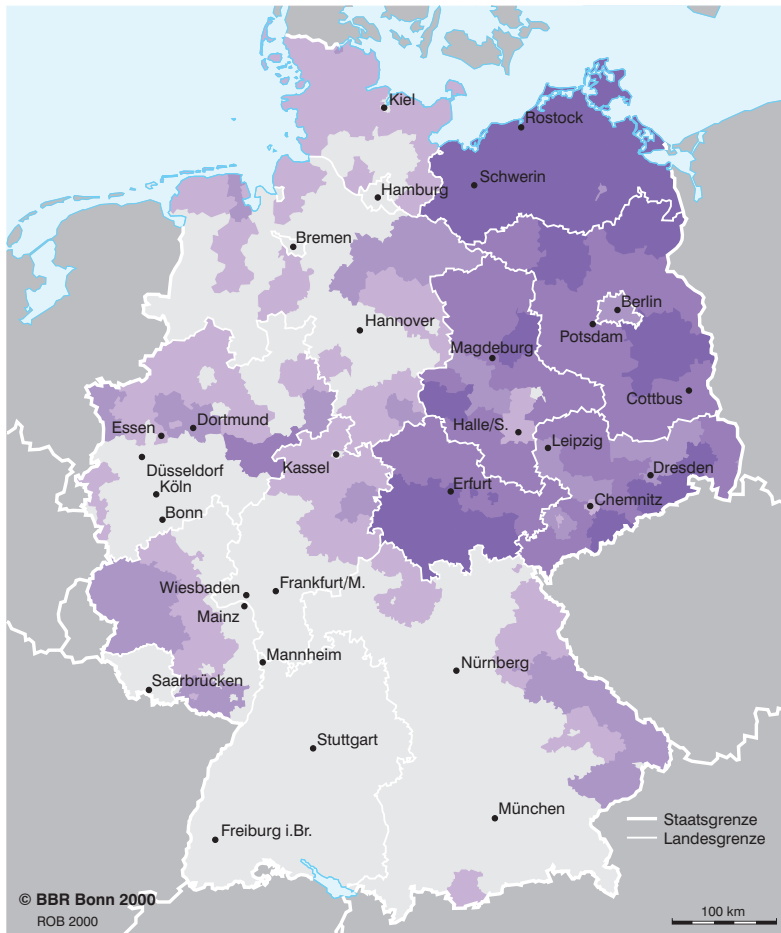 Kiel
Rostock
Schwerin
Hamburg
Bremen
Berlin
Hannover
Potsdam
Magdeburg
Cottbus
Essen
Dortmund
Halle/S.
Leipzig
Düsseldorf
Kassel
Dresden
Köln
Erfurt
Chemnitz
Bonn
Wiesbaden
Frankfurt/M.
Mainz
Mannheim
Nürnberg
Saarbrücken
Stuttgart
München
Staatsgrenze
Freiburg i.Br.
Landesgrenze
© BBR Bonn 2000
ROB 2000
100 km